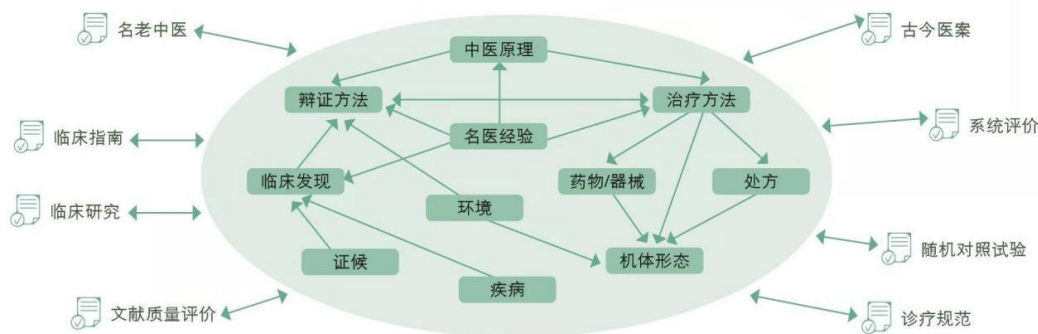 名老中医
古今医案
中医原理
辩证方法
治疗方法
临床指南
名医经验
系统评价
临床发现
药物/器械
处方
临床研究
环境
随机对照试验
证候
机体形态
疾病
文献质量评价
诊疗规范